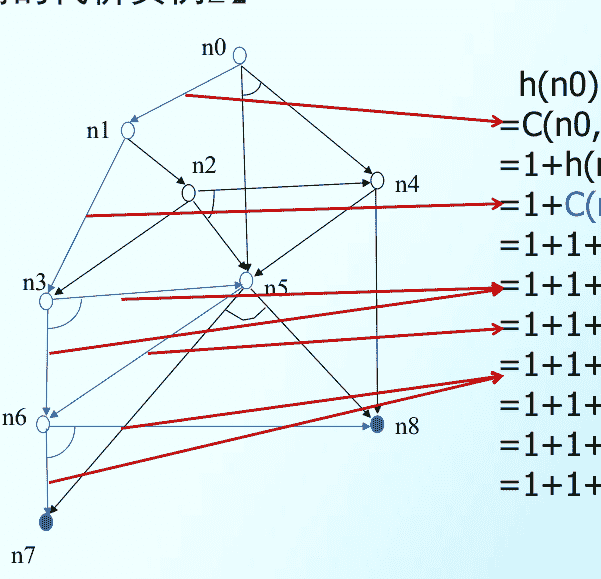 n0
n1
n2
n4
n3
n5
n6
n8
n7
h(n0)
=C(n0,
=1+h(n
=1+C(n
=1+1+
=1+1+
=1+1+
=1+1+
=1+1+
=1+1+
=1+1+